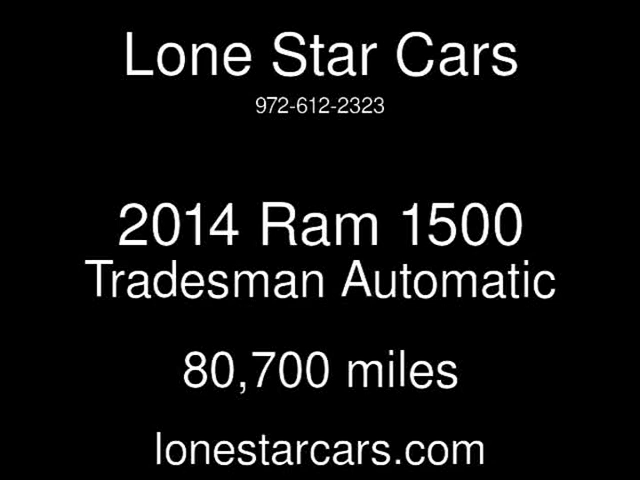 Lone Star Cars
972-612-2323
2014 Ram 1500
Tradesman Automatic
80,700 miles
lonestarcars.com